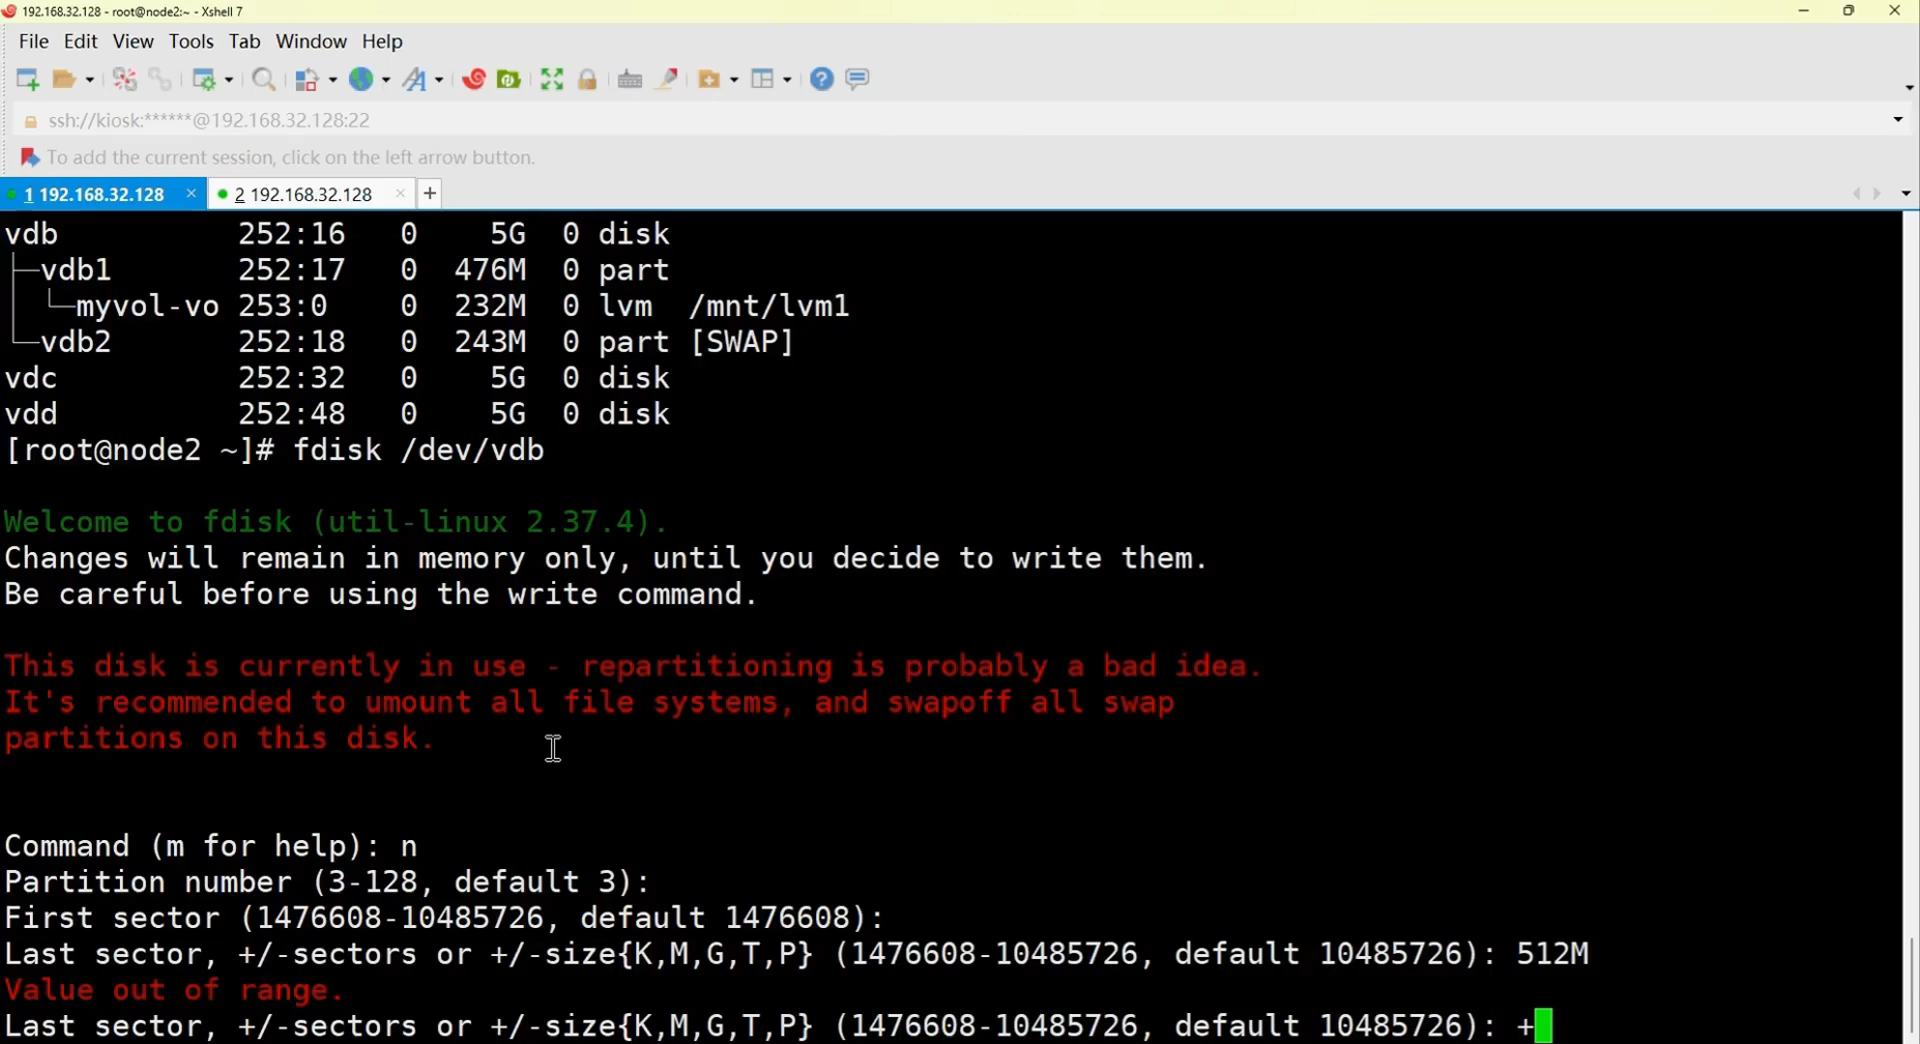 192.168.32.128 - root@node2:~ - Xshell 7
File Edit View Tools Tab Window Help
ssh://kiosk:******@192.168.32.128:22
To add the current session, click on the left arrow button.
1 192.168.32.128 × 2 192.168.32.128 × +
vdb 252:16 0 5G 0 disk
├─vdb1 252:17 0 476M 0 part
│ └─myvol-vo 253:0 0 232M 0 lvm /mnt/lvm1
└─vdb2 252:18 0 243M 0 part [SWAP]
vdc 252:32 0 5G 0 disk
vdd 252:48 0 5G 0 disk
[root@node2 ~]# fdisk /dev/vdb
Welcome to fdisk (util-linux 2.37.4).
Changes will remain in memory only, until you decide to write them.
Be careful before using the write command.
This disk is currently in use - repartitioning is probably a bad idea.
It's recommended to umount all file systems, and swapoff all swap
partitions on this disk.
Command (m for help): n
Partition number (3-128, default 3):
First sector (1476608-10485726, default 1476608):
Last sector, +/-sectors or +/-size{K,M,G,T,P} (1476608-10485726, default 10485726): 512M
Value out of range.
Last sector, +/-sectors or +/-size{K,M,G,T,P} (1476608-10485726, default 10485726): +